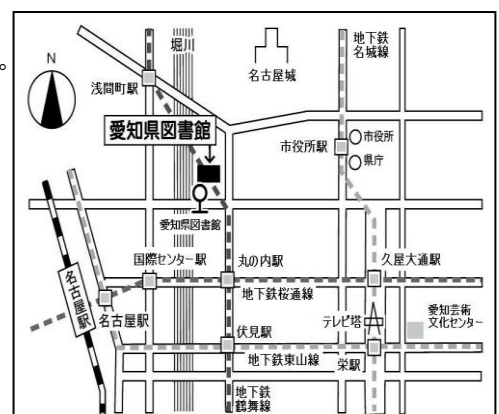 。
堀川
地下鉄
名城線
名古屋城
浅間町駅
愛知県図書館
市役所駅
市役所
県庁
愛知県図書館
国際センター駅
丸の内駅
久屋大通駅
名古屋駅
地下鉄桜通線
名古屋駅
伏見駅
テレビ塔
愛知芸術
文化センター
地下鉄東山線
栄駅
地下鉄
鶴舞線
N